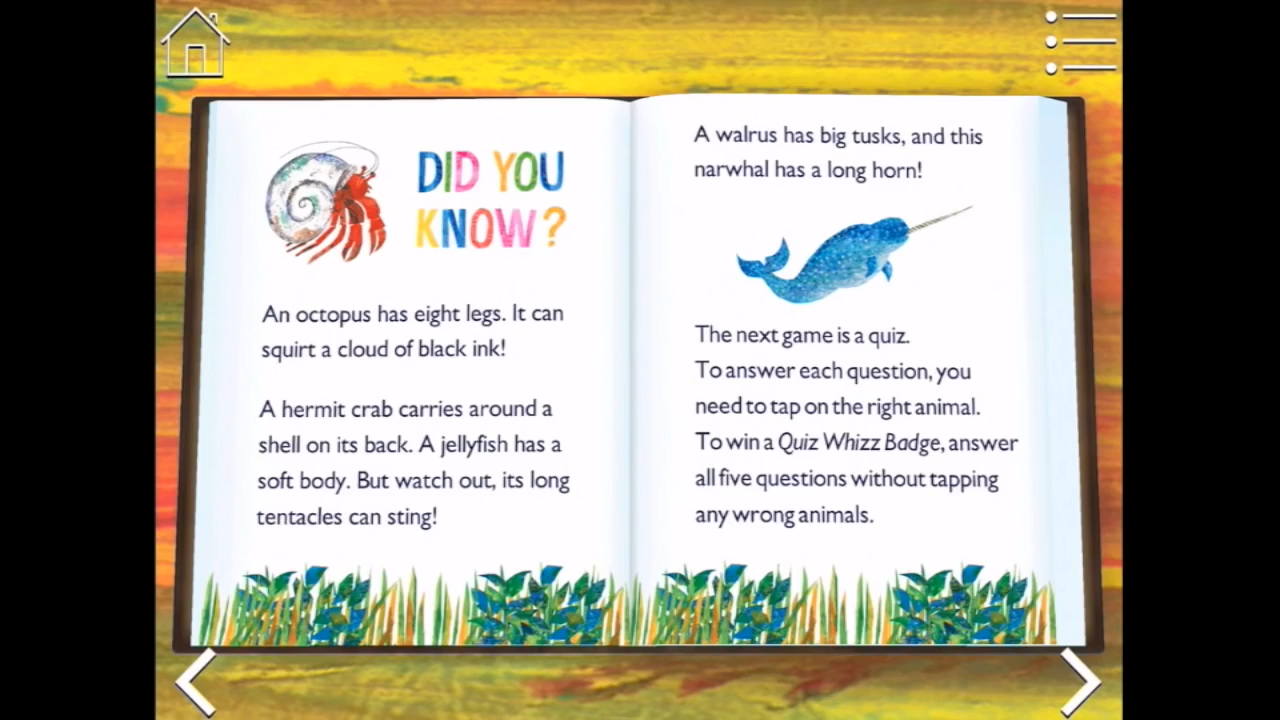 DID YOU
KNOW?
An octopus has eight legs. It can
squirt a cloud of black ink!
A hermit crab carries around a
shell on its back. A jellyfish has a
soft body. But watch out, its long
tentacles can sting!
A walrus has big tusks, and this
narwhal has a long horn!
The next game is a quiz.
To answer each question, you
need to tap on the right animal.
To win a Quiz Whizz Badge, answer
all five questions without tapping
any wrong animals.